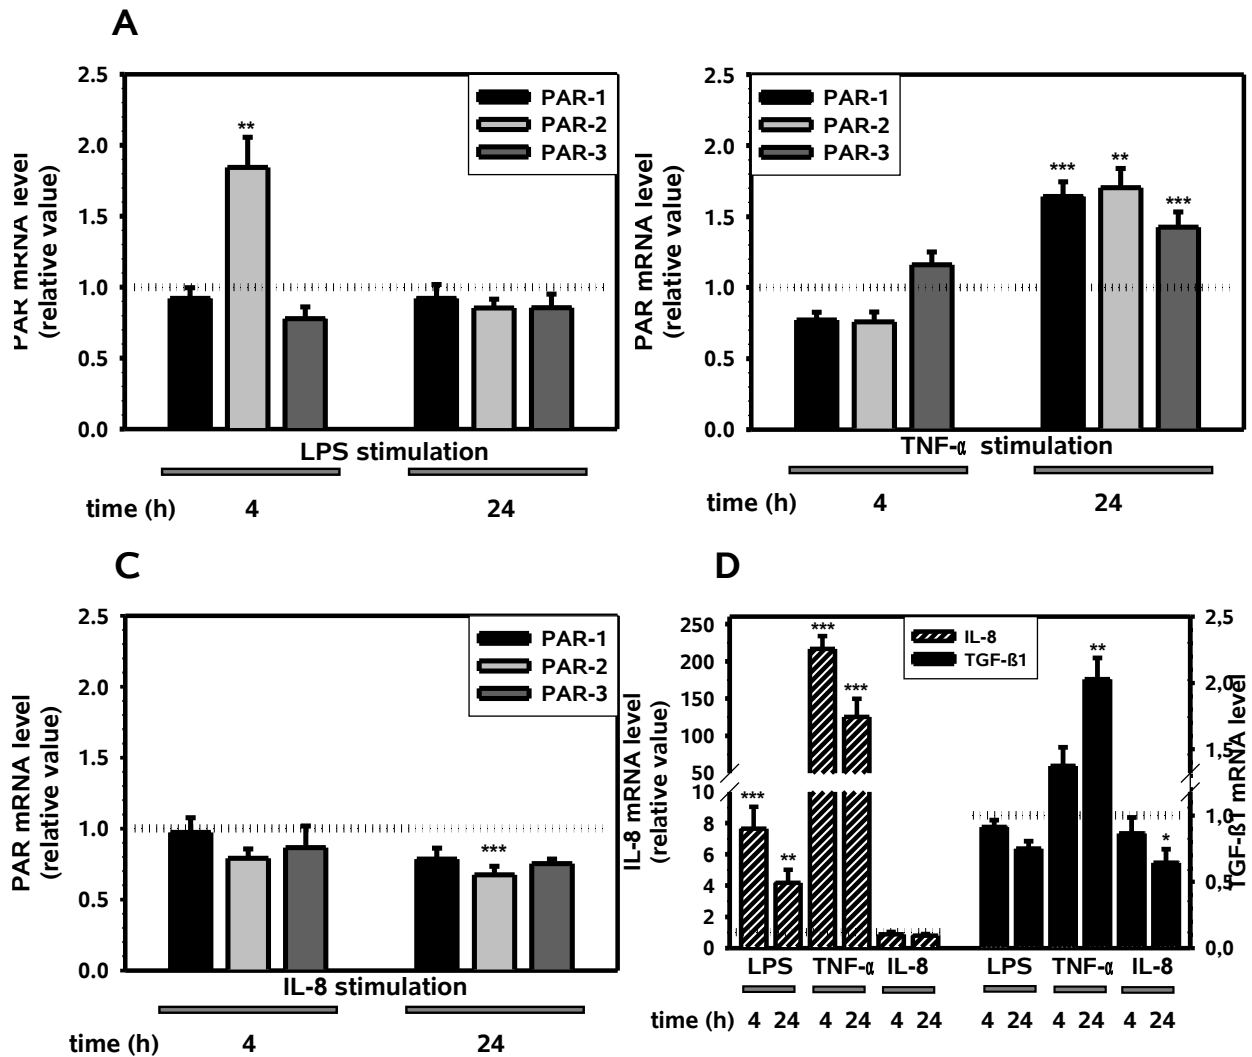 A
PAR mRNA level
(relative value)
2.5
2.0
1.5
1.0
0.5
0.0
**
PAR-1
PAR-2
PAR-3
LPS stimulation
time (h) 4 24
PAR mRNA level
(relative value)
2.5
2.0
1.5
1.0
0.5
0.0
PAR-1
PAR-2
PAR-3
*** ** ***
TNF-α stimulation
4 24
C
PAR mRNA level
(relative value)
2.5
2.0
1.5
1.0
0.5
0.0
PAR-1
PAR-2
PAR-3
***
IL-8 stimulation
time (h) 4 24
D
IL-8 mRNA level
(relative value)
250
200
150
100
50
10
8
6
4
2
0
IL-8
TGF-ß1
*** ** *** *** ** *
2,5
2,0
1,5
1,0
0,5
0,0
TGF-ß1 mRNA level
LPS TNF-α IL-8 LPS TNF-α IL-8
time (h) 4 24 4 24 4 24 4 24 4 24 4 24